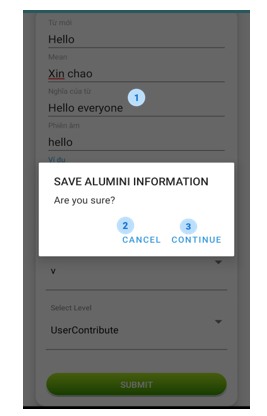 Từ mới
Hello
Mean
Xin chao
Nghĩa của từ
Hello everyone
1
Phiên âm
hello
Ví dụ
SAVE ALUMINI INFORMATION
Are you sure?
2
3
CANCEL
CONTINUE
v
Select Level
UserContribute
SUBMIT